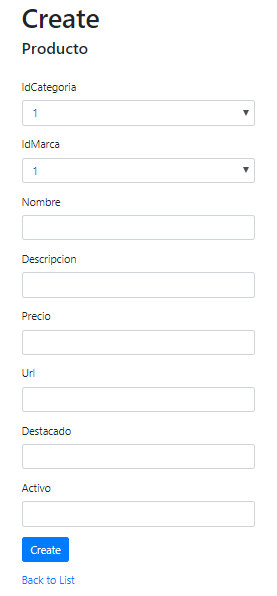 Create
Producto
IdCategoria
1
IdMarca
1
Nombre
Descripcion
Precio
Url
Destacado
Activo
Create
Back to List